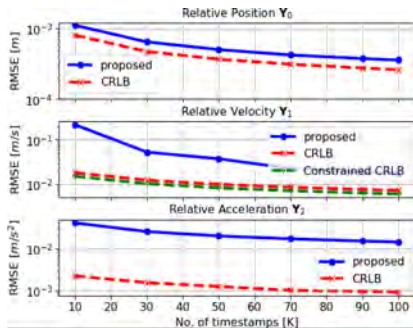 Relative Position Y₀
10⁻³
10⁻⁴
RMSE [m]
proposed
CRLB
Relative Velocity Y₁
10⁻¹
10⁻²
RMSE [m/s]
proposed
CRLB
Constrained CRLB
Relative Acceleration Y₂
10⁻²
10⁻³
RMSE [m/s²]
proposed
CRLB
10 20 30 40 50 60 70 80 90 100
No. of timestamps [K]